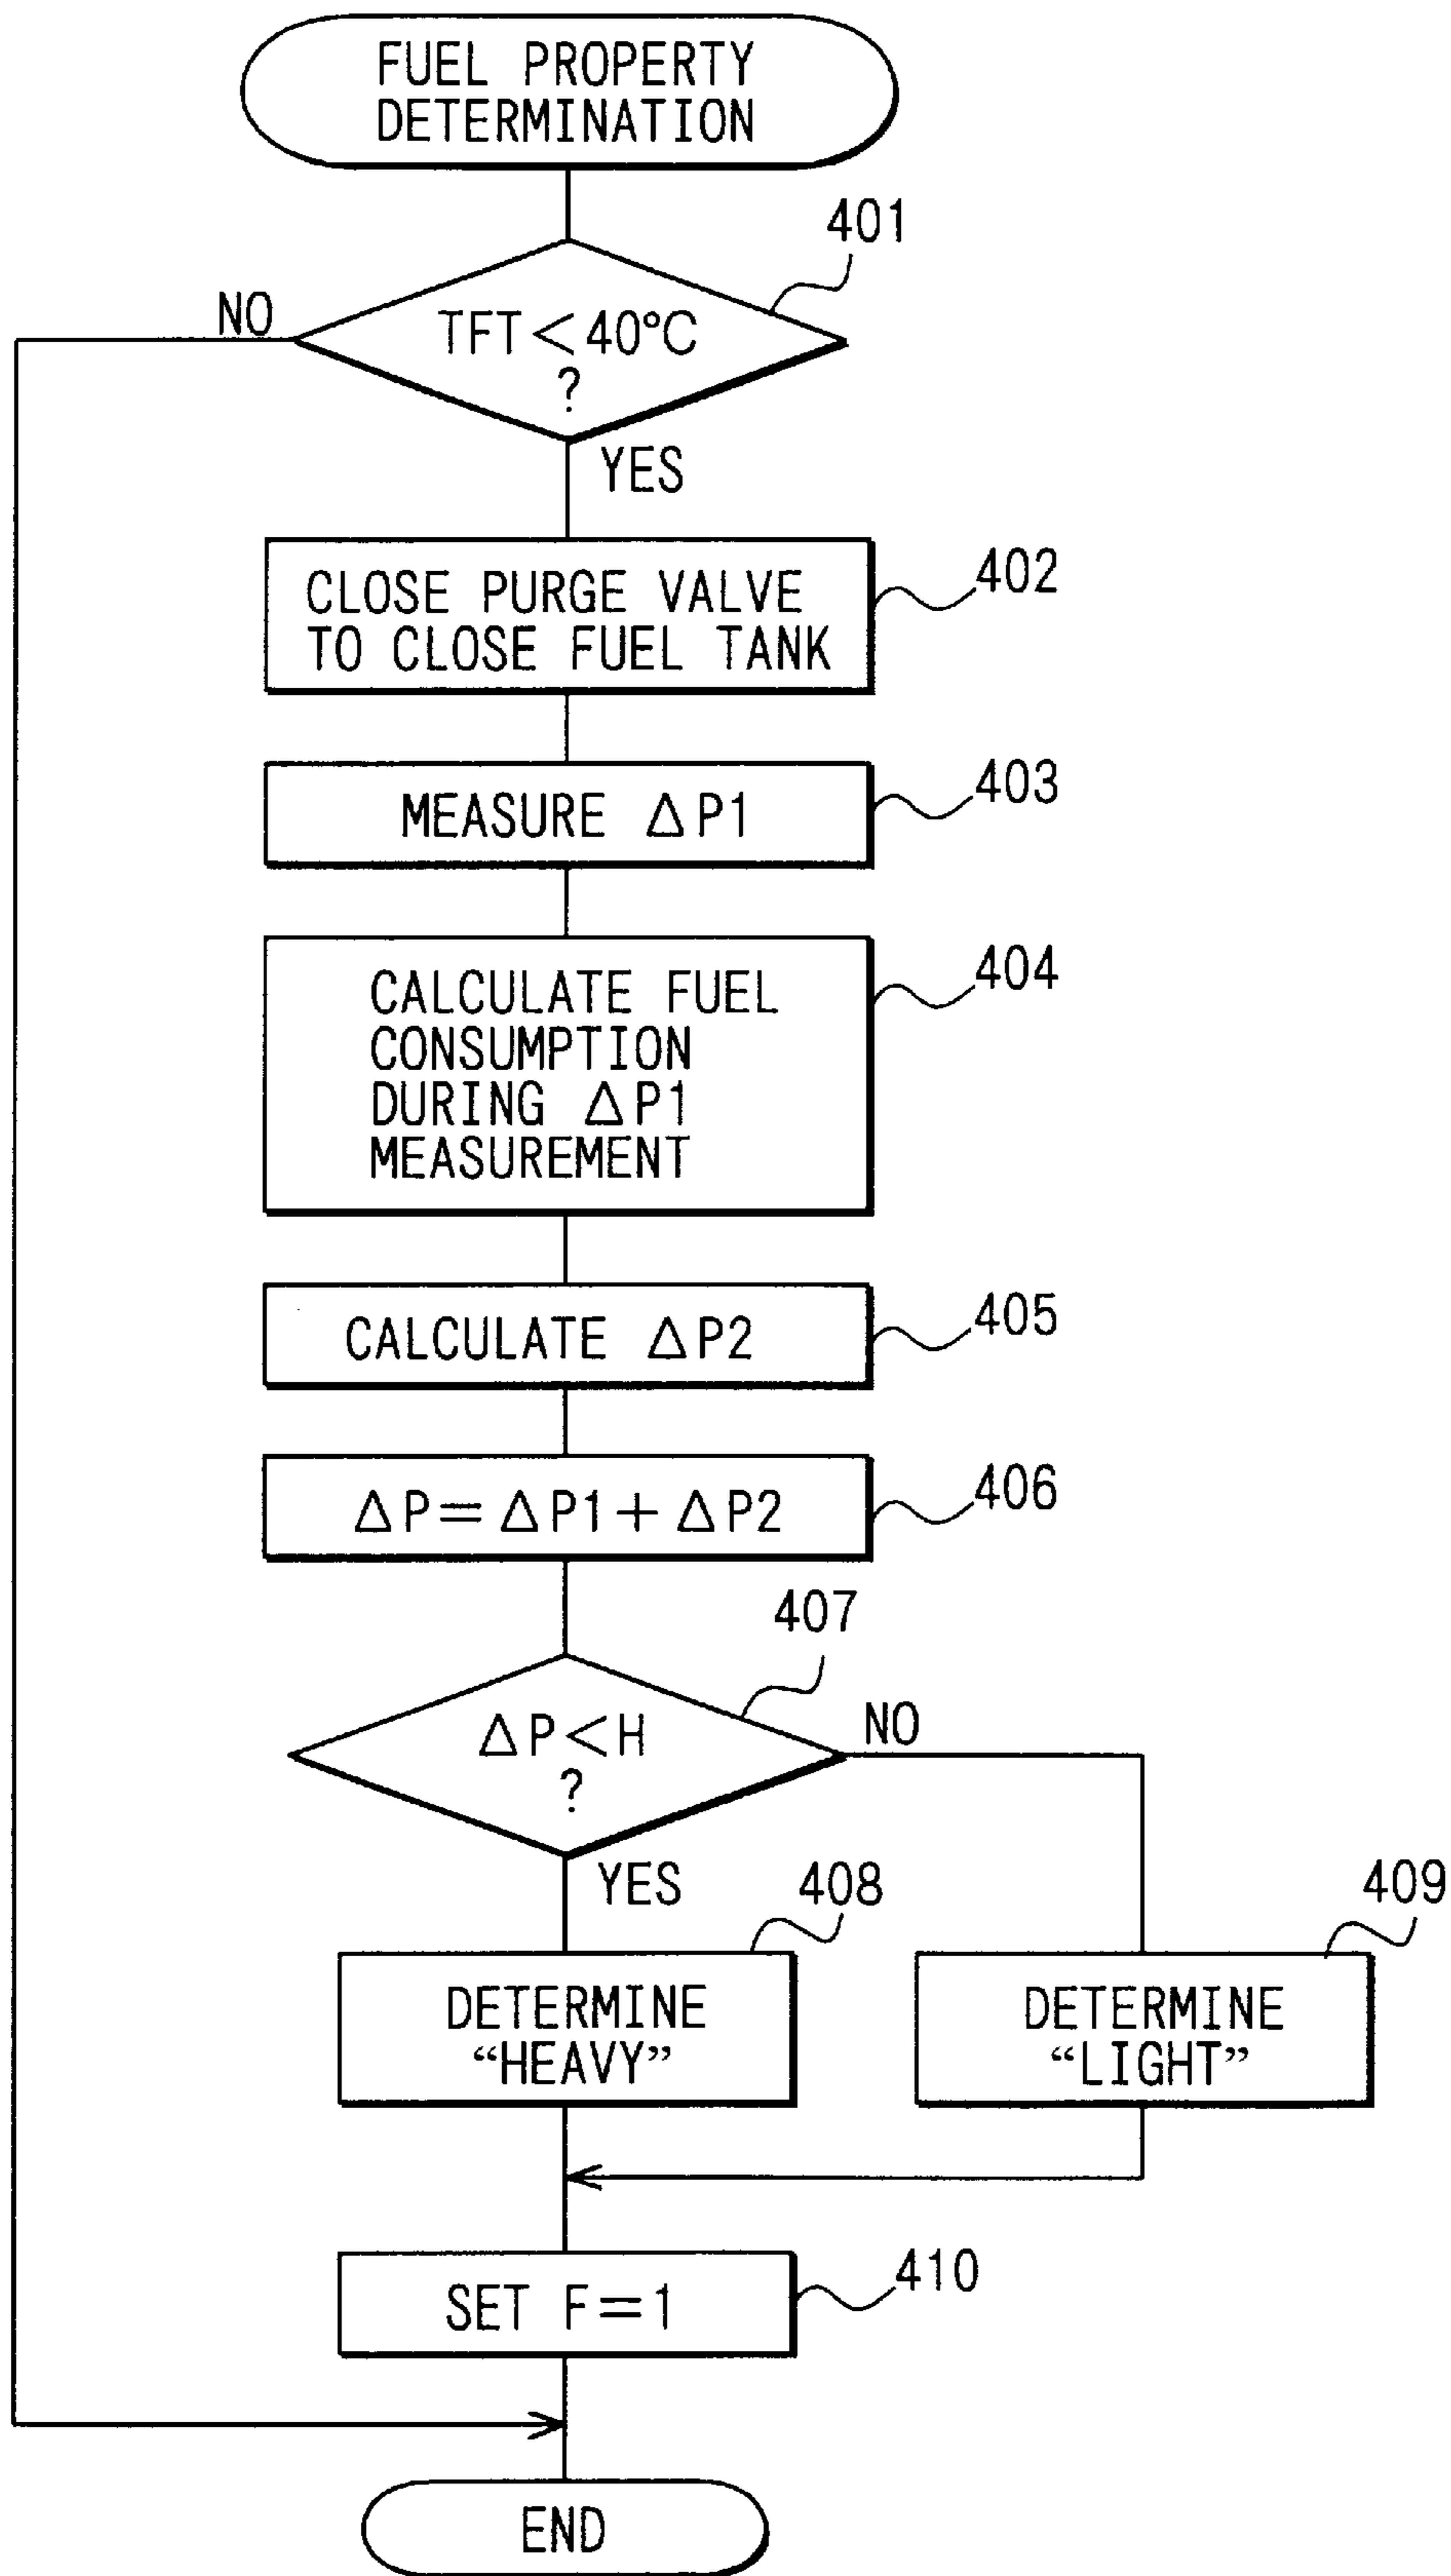 FUEL PROPERTY
DETERMINATION
401
NO
TFT<40°C
?
YES
402
CLOSE PURGE VALVE
TO CLOSE FUEL TANK
403
MEASURE ΔP1
404
CALCULATE FUEL
CONSUMPTION
DURING ΔP1
MEASUREMENT
405
CALCULATE ΔP2
406
ΔP=ΔP1+ΔP2
407
ΔP<H
?
NO
YES
408
409
DETERMINE
“HEAVY”
DETERMINE
“LIGHT”
410
SET F=1
END